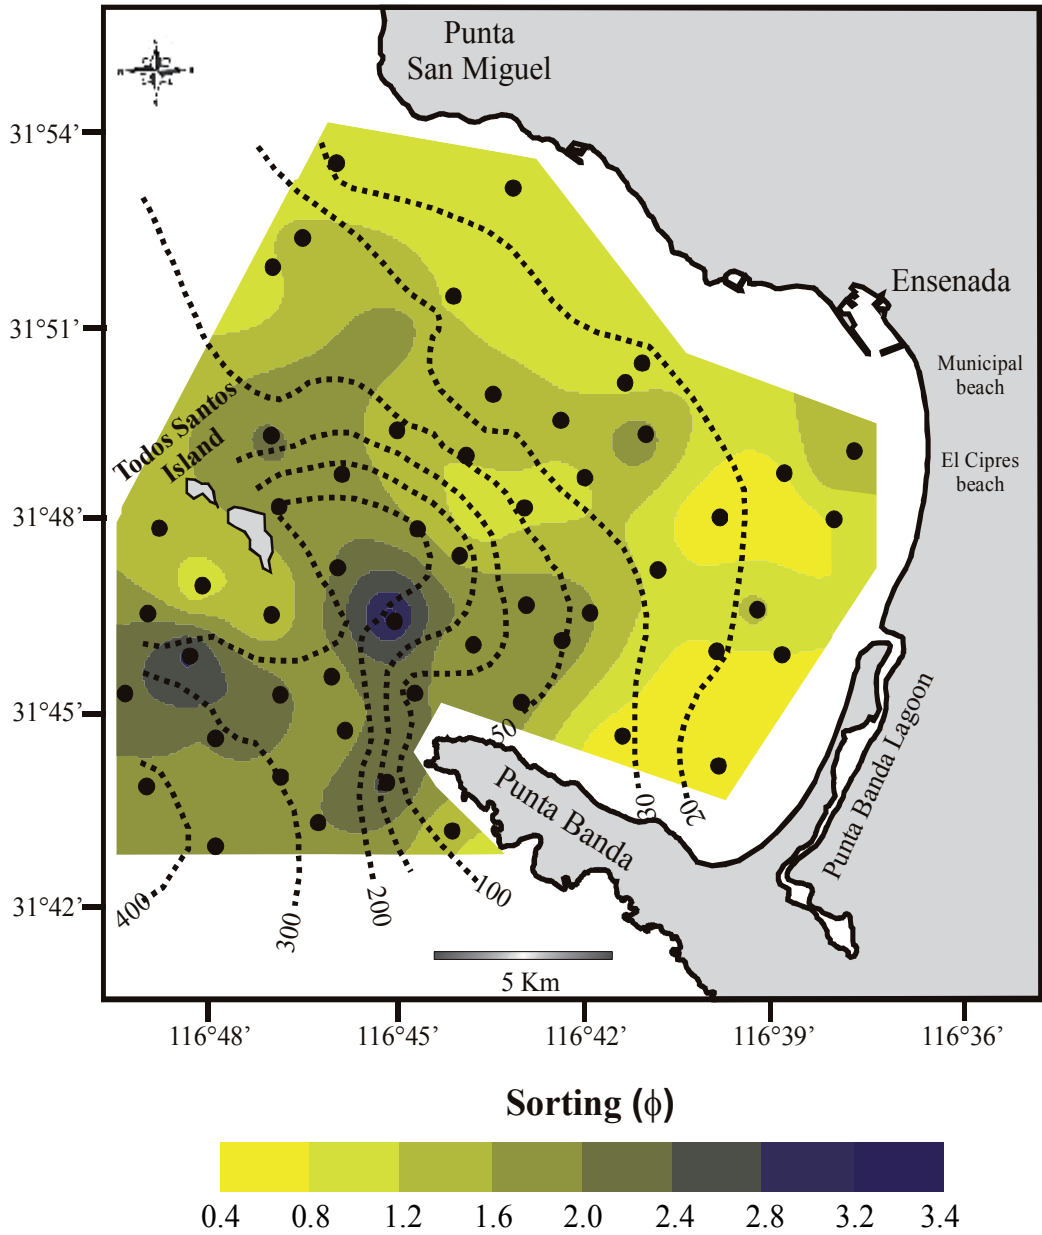 Punta
San Miguel
31°54’
Ensenada
31°51’
Municipal
beach
Todos Santos
Island
El Cipres
beach
31°48’
31°45’
50
Punta Banda Lagoon
Punta Banda
30
20
100
200
300
400
31°42’
5 Km
116°48’
116°45’
116°42’
116°39’
116°36’
Sorting (ϕ)
0.4
0.8
1.2
1.6
2.0
2.4
2.8
3.2
3.4